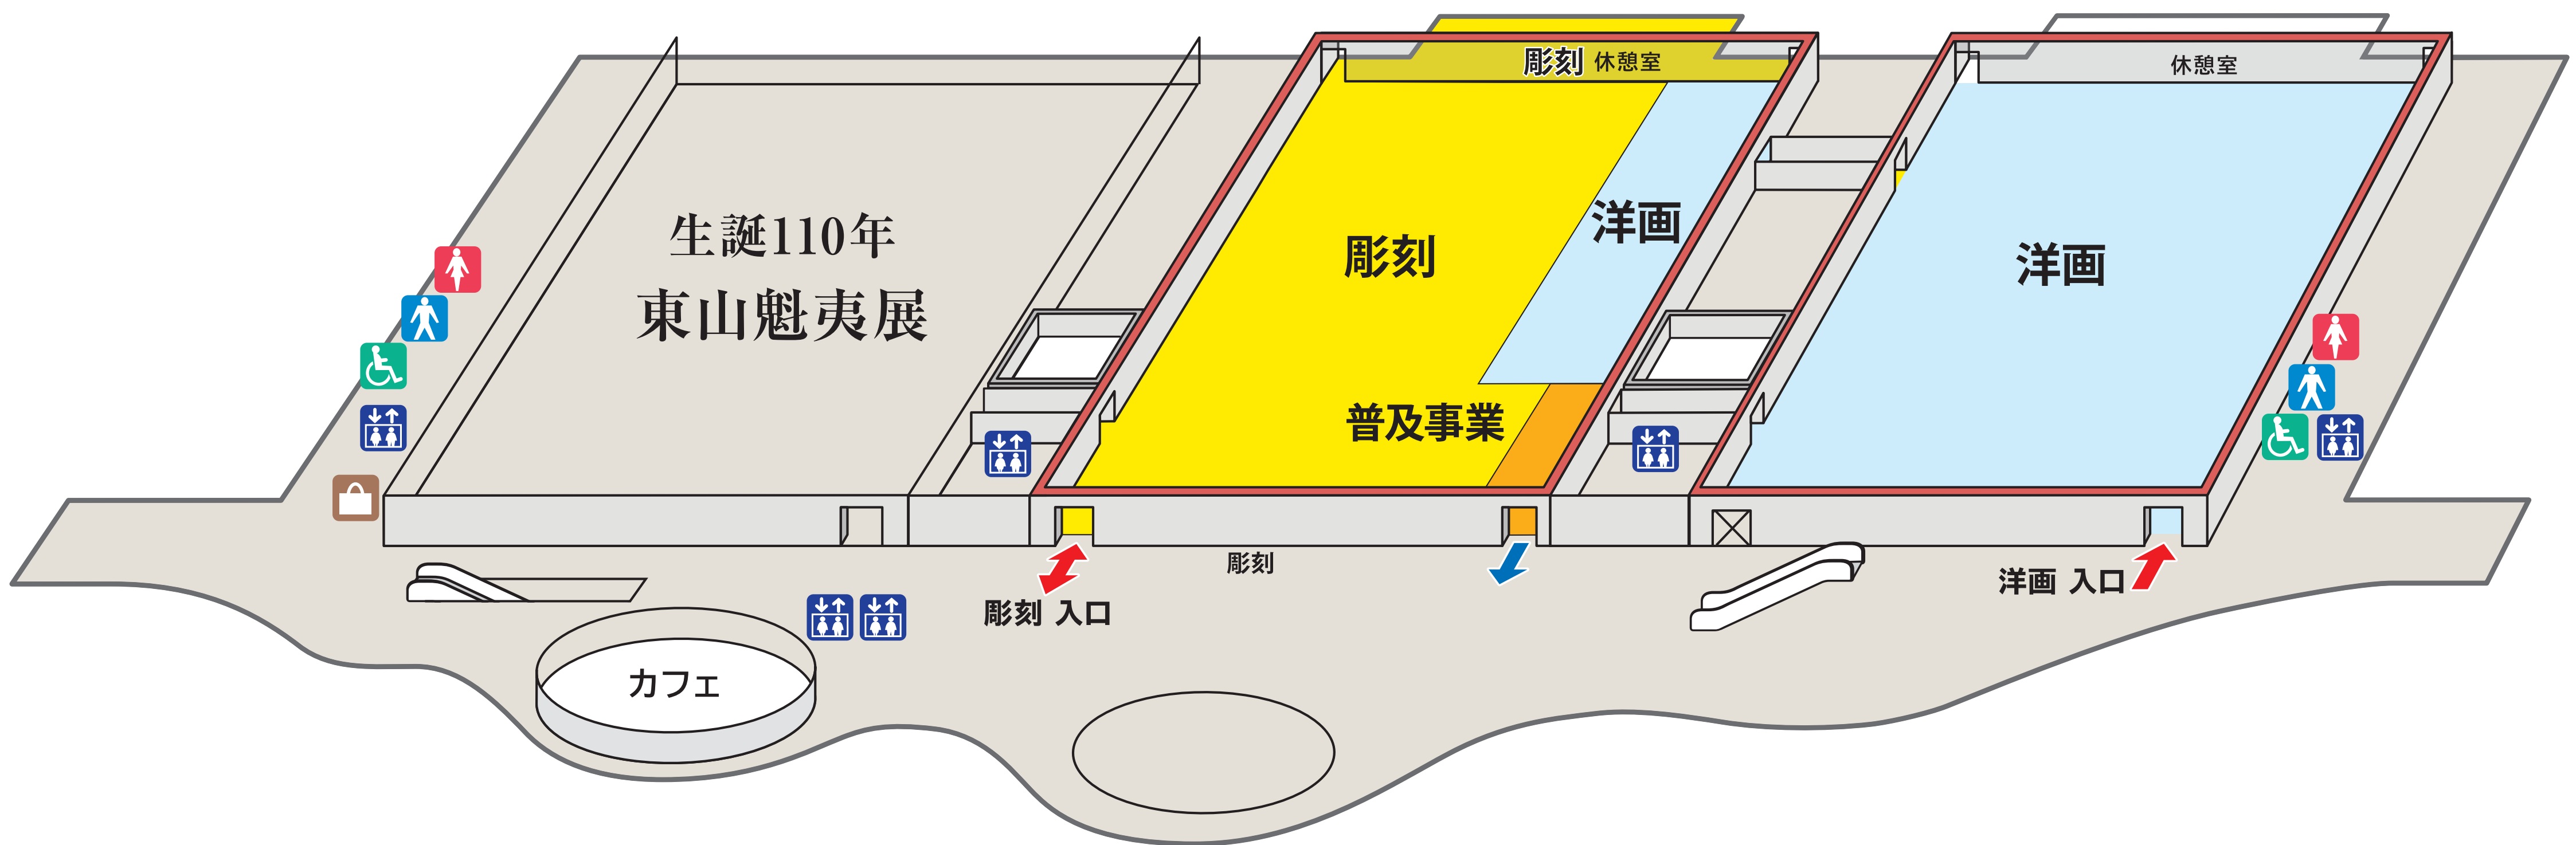 彫刻 休憩室
休憩室
生誕110年
東山魁夷展
彫刻
洋画
洋画
普及事業
彫刻
彫刻 入口
洋画 入口
カフェ